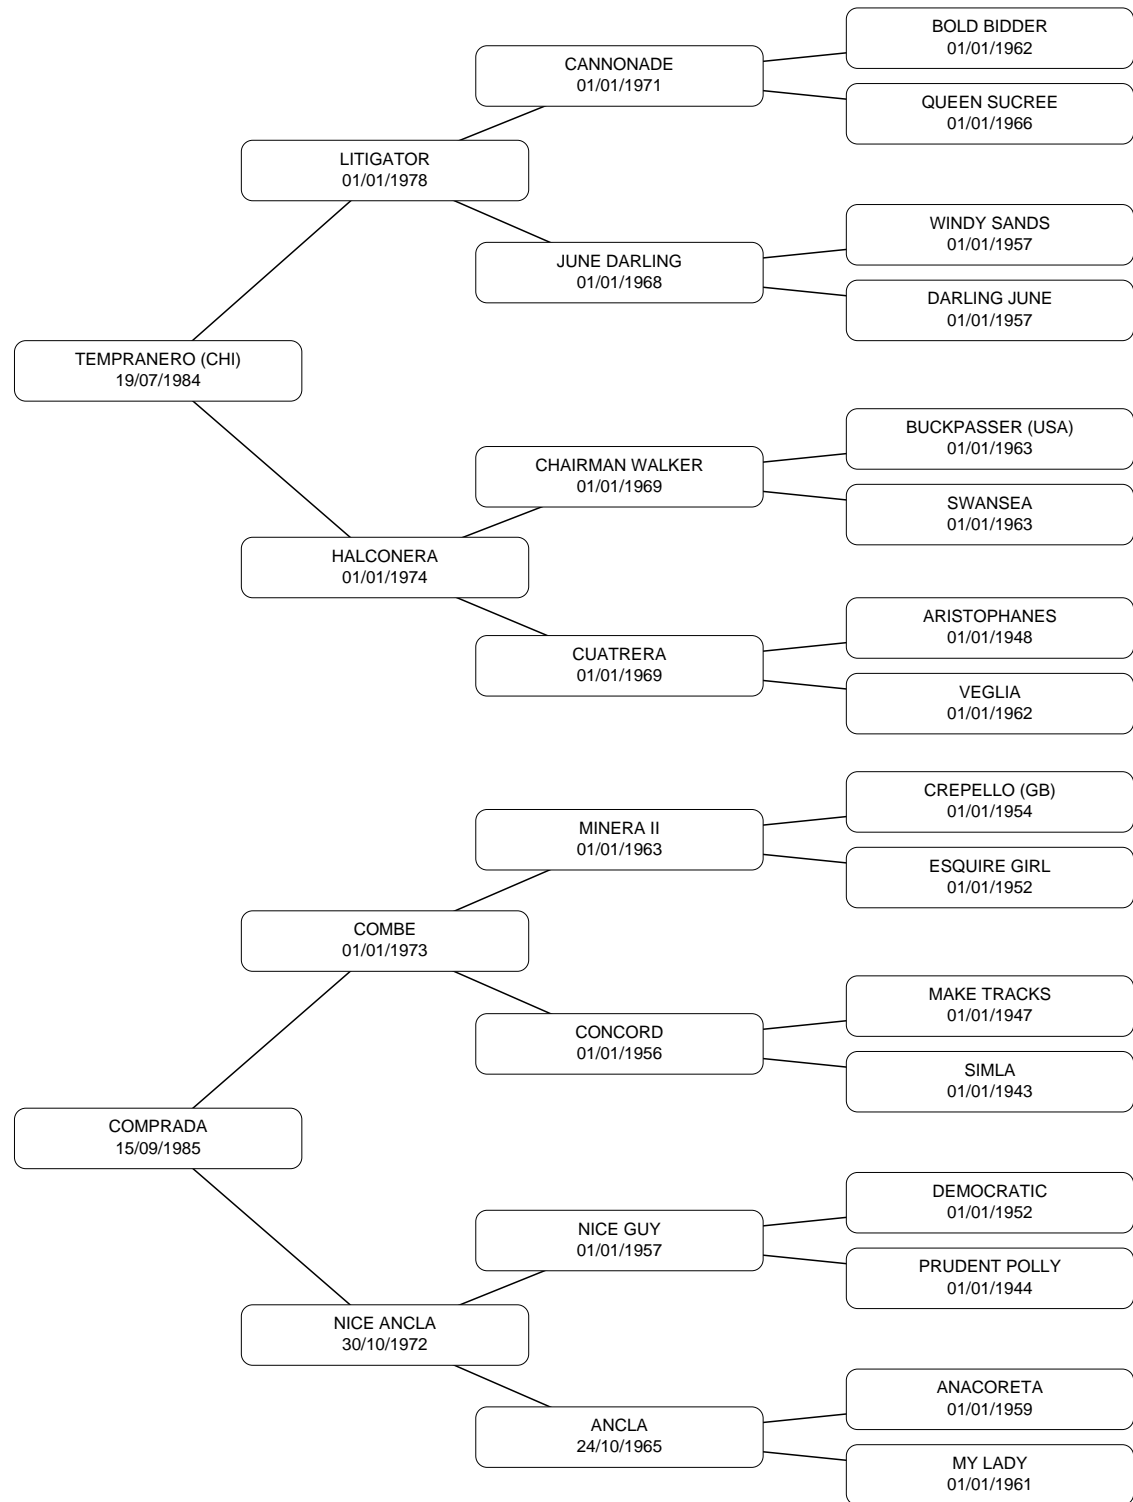 BOLD BIDDER
01/01/1962
CANNONADE
01/01/1971
QUEEN SUCREE
01/01/1966
LITIGATOR
01/01/1978
WINDY SANDS
01/01/1957
JUNE DARLING
01/01/1968
DARLING JUNE
01/01/1957
TEMPRANERO (CHI)
19/07/1984
BUCKPASSER (USA)
01/01/1963
CHAIRMAN WALKER
01/01/1969
SWANSEA
01/01/1963
HALCONERA
01/01/1974
ARISTOPHANES
01/01/1948
CUATRERA
01/01/1969
VEGLIA
01/01/1962
CREPELLO (GB)
01/01/1954
MINERA II
01/01/1963
ESQUIRE GIRL
01/01/1952
COMBE
01/01/1973
MAKE TRACKS
01/01/1947
CONCORD
01/01/1956
SIMLA
01/01/1943
COMPRADA
15/09/1985
DEMOCRATIC
01/01/1952
NICE GUY
01/01/1957
PRUDENT POLLY
01/01/1944
NICE ANCLA
30/10/1972
ANACORETA
01/01/1959
ANCLA
24/10/1965
MY LADY
01/01/1961